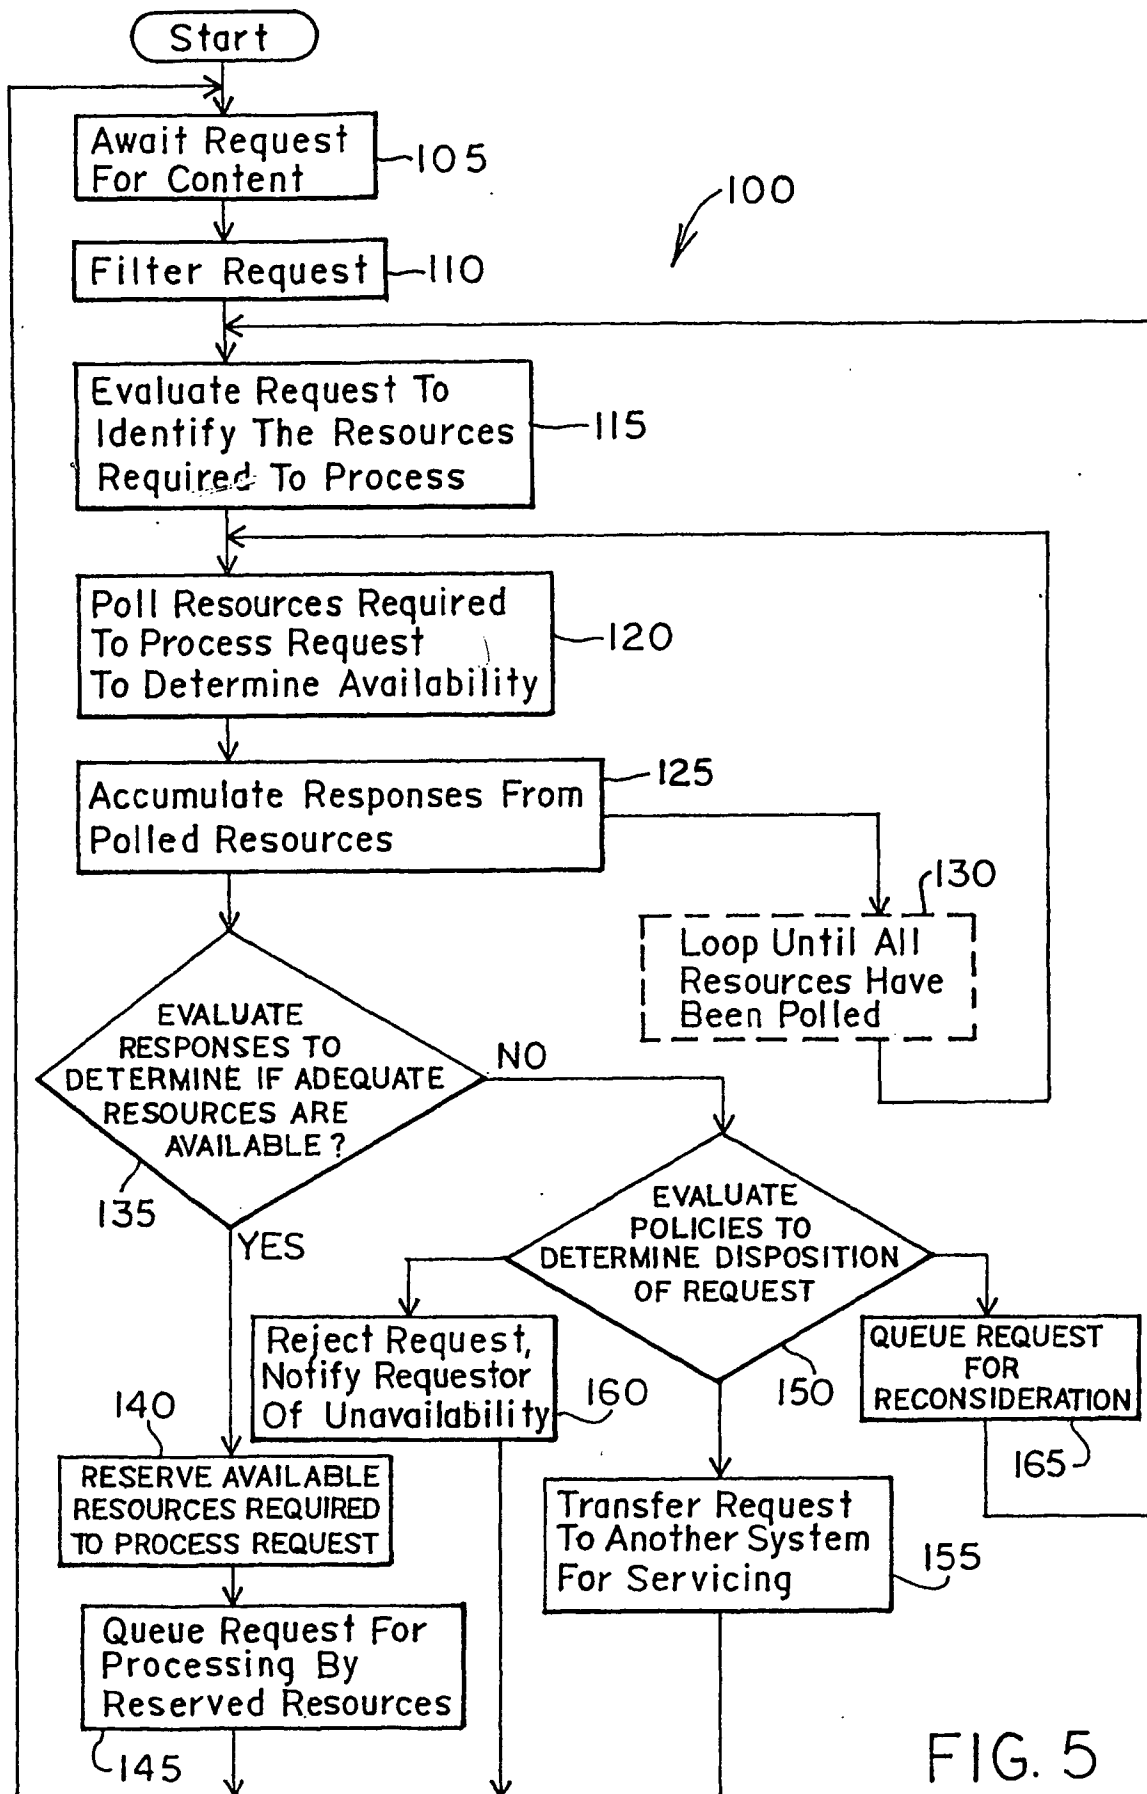 Start
Await Request
For Content
105
100
Filter Request
110
Evaluate Request To
Identify The Resources
Required To Process
115
Poll Resources Required
To Process Request
To Determine Availability
120
Accumulate Responses From
Polled Resources
125
130
Loop Until All
Resources Have
Been Polled
EVALUATE
RESPONSES TO
DETERMINE IF ADEQUATE
RESOURCES ARE
AVAILABLE?
135
NO
YES
EVALUATE
POLICIES TO
DETERMINE DISPOSITION
OF REQUEST
150
Reject Request,
Notify Requestor
Of Unavailability
160
QUEUE REQUEST
FOR
RECONSIDERATION
165
140
RESERVE AVAILABLE
RESOURCES REQUIRED
TO PROCESS REQUEST
Transfer Request
To Another System
For Servicing
155
Queue Request For
Processing By
Reserved Resources
145
FIG. 5